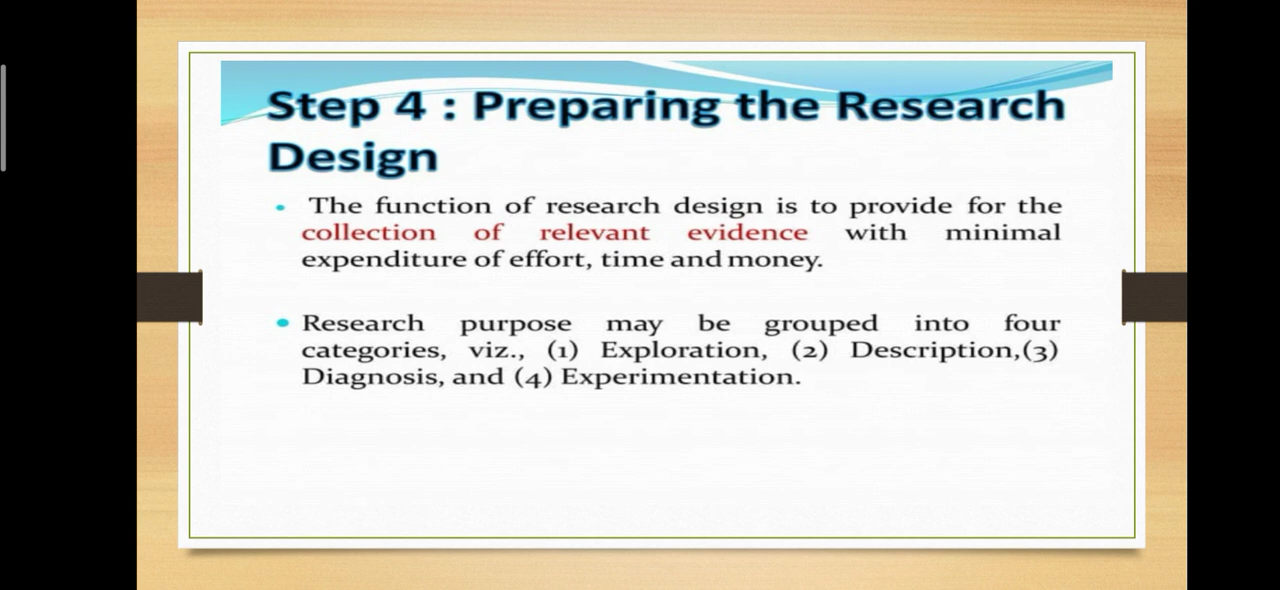 Step 4 : Preparing the Research
Design
• The function of research design is to provide for the
collection of relevant evidence with minimal
expenditure of effort, time and money.
• Research purpose may be grouped into four
categories, viz., (1) Exploration, (2) Description,(3)
Diagnosis, and (4) Experimentation.